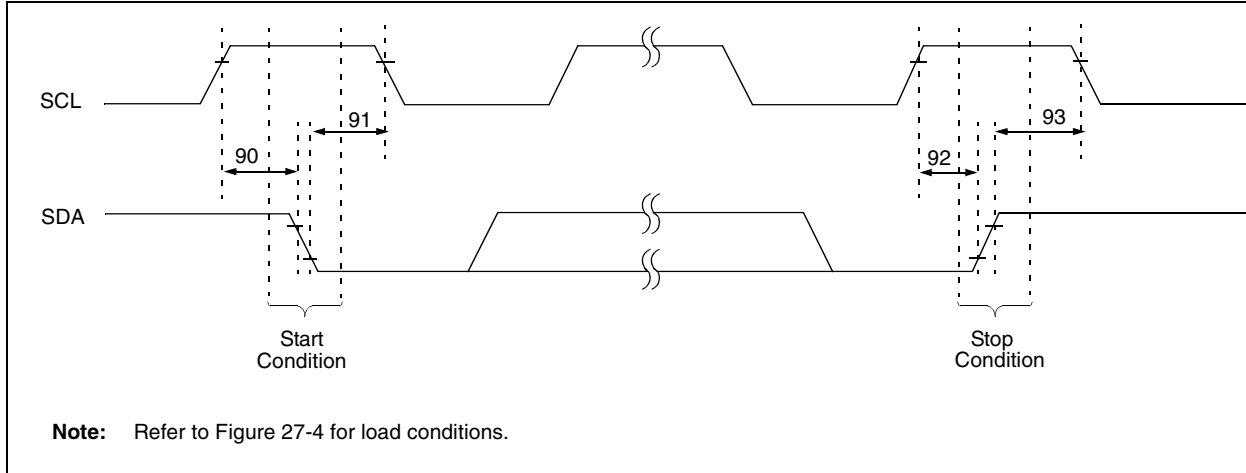 SCL
91
93
90
92
SDA
Start
Condition
Stop
Condition
Note: Refer to Figure 27-4 for load conditions.